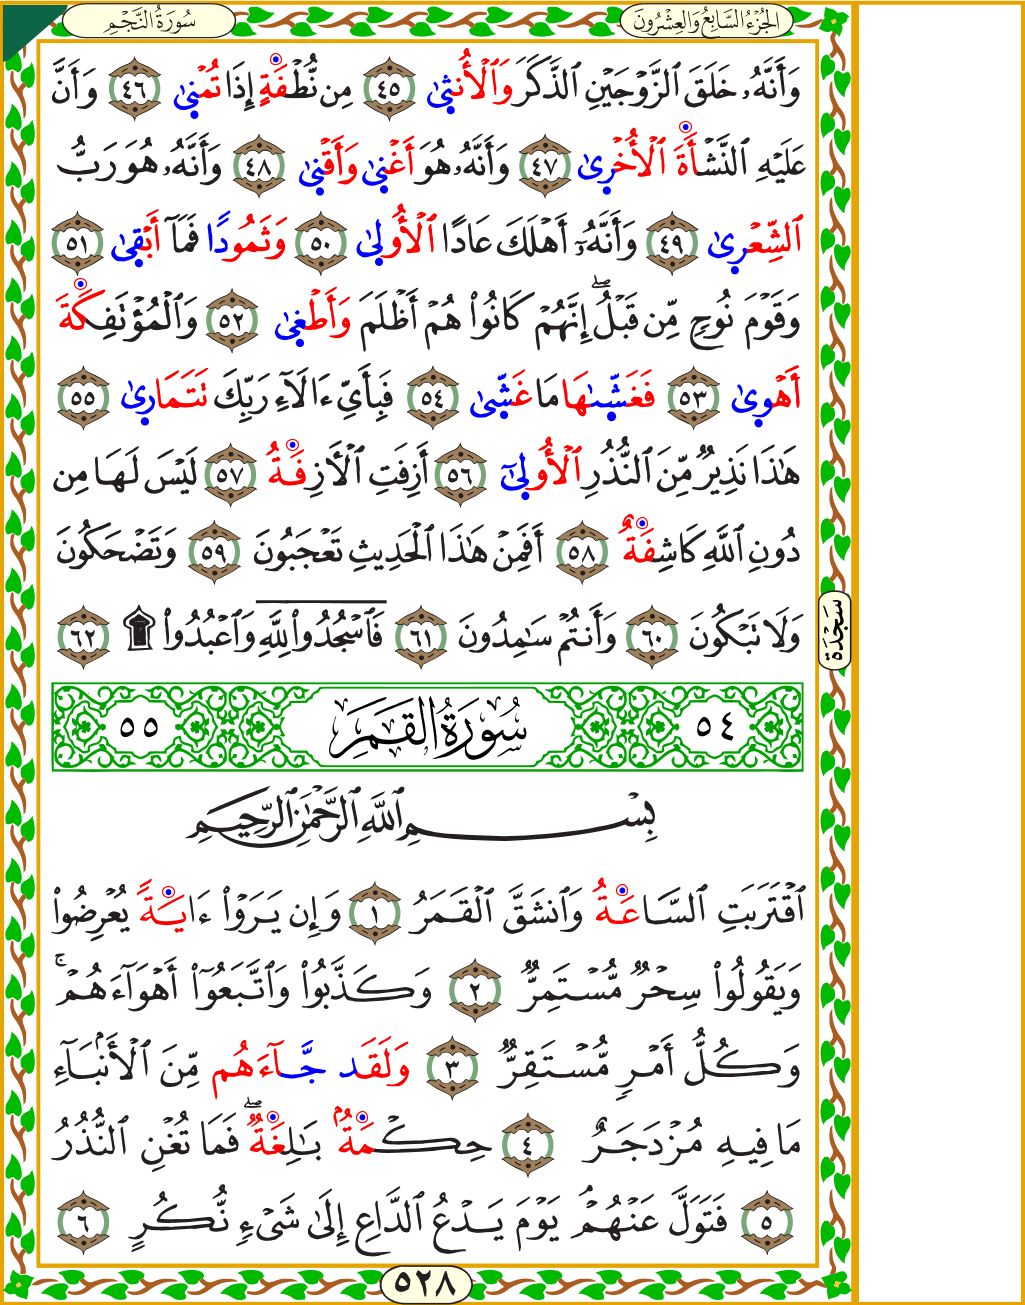 سُورَةُ النَّجْمِ
الجُزْءُ السَّابِعُ وَالعِشْرُونَ
وَأَنَّهُۥ خَلَقَ ٱلزَّوْجَيْنِ ٱلذَّكَرَ وَٱلْأُنثَىٰ ٤٥ مِن نُّطْفَةٍ إِذَا تُمْنَىٰ ٤٦ وَأَنَّ
عَلَيْهِ ٱلنَّشْأَةَ ٱلْأُخْرَىٰ ٤٧ وَأَنَّهُۥ هُوَ أَغْنَىٰ وَأَقْنَىٰ ٤٨ وَأَنَّهُۥ هُوَ رَبُّ
ٱلشِّعْرَىٰ ٤٩ وَأَنَّهُۥٓ أَهْلَكَ عَادًا ٱلْأُولَىٰ ٥٠ وَثَمُودًا فَمَآ أَبْقَىٰ ٥١
وَقَوْمَ نُوحٍ مِّن قَبْلُ ۖ إِنَّهُمْ كَانُوا۟ هُمْ أَظْلَمَ وَأَطْغَىٰ ٥٢ وَٱلْمُؤْتَفِكَةَ
أَهْوَىٰ ٥٣ فَغَشَّىٰهَا مَا غَشَّىٰ ٥٤ فَبِأَىِّ ءَالَآءِ رَبِّكَ تَتَمَارَىٰ ٥٥
هَٰذَا نَذِيرٌ مِّنَ ٱلنُّذُرِ ٱلْأُولَىٰٓ ٥٦ أَزِفَتِ ٱلْـَٔازِفَةُ ٥٧ لَيْسَ لَهَا مِن
دُونِ ٱللَّهِ كَاشِفَةٌ ٥٨ أَفَمِنْ هَٰذَا ٱلْحَدِيثِ تَعْجَبُونَ ٥٩ وَتَضْحَكُونَ
وَلَا تَبْكُونَ ٦٠ وَأَنتُمْ سَٰمِدُونَ ٦١ فَٱسْجُدُوا۟ لِلَّهِ وَٱعْبُدُوا۟ ۩ ٦٢
سَجْدَة
٥٤ سُورَةُ القَمَرِ ٥٥
بِسْمِ ٱللَّهِ ٱلرَّحْمَٰنِ ٱلرَّحِيمِ
ٱقْتَرَبَتِ ٱلسَّاعَةُ وَٱنشَقَّ ٱلْقَمَرُ ١ وَإِن يَرَوْا۟ ءَايَةً يُعْرِضُوا۟
وَيَقُولُوا۟ سِحْرٌ مُّسْتَمِرٌّ ٢ وَكَذَّبُوا۟ وَٱتَّبَعُوٓا۟ أَهْوَآءَهُمْ ۚ
وَكُلُّ أَمْرٍ مُّسْتَقِرٌّ ٣ وَلَقَد جَّآءَهُم مِّنَ ٱلْأَنۢبَآءِ
مَا فِيهِ مُزْدَجَرٌ ٤ حِكْمَةٌۢ بَٰلِغَةٌ ۖ فَمَا تُغْنِ ٱلنُّذُرُ
٥ فَتَوَلَّ عَنْهُمْ ۘ يَوْمَ يَدْعُ ٱلدَّاعِ إِلَىٰ شَىْءٍ نُّكُرٍ ٦
٥٢٨